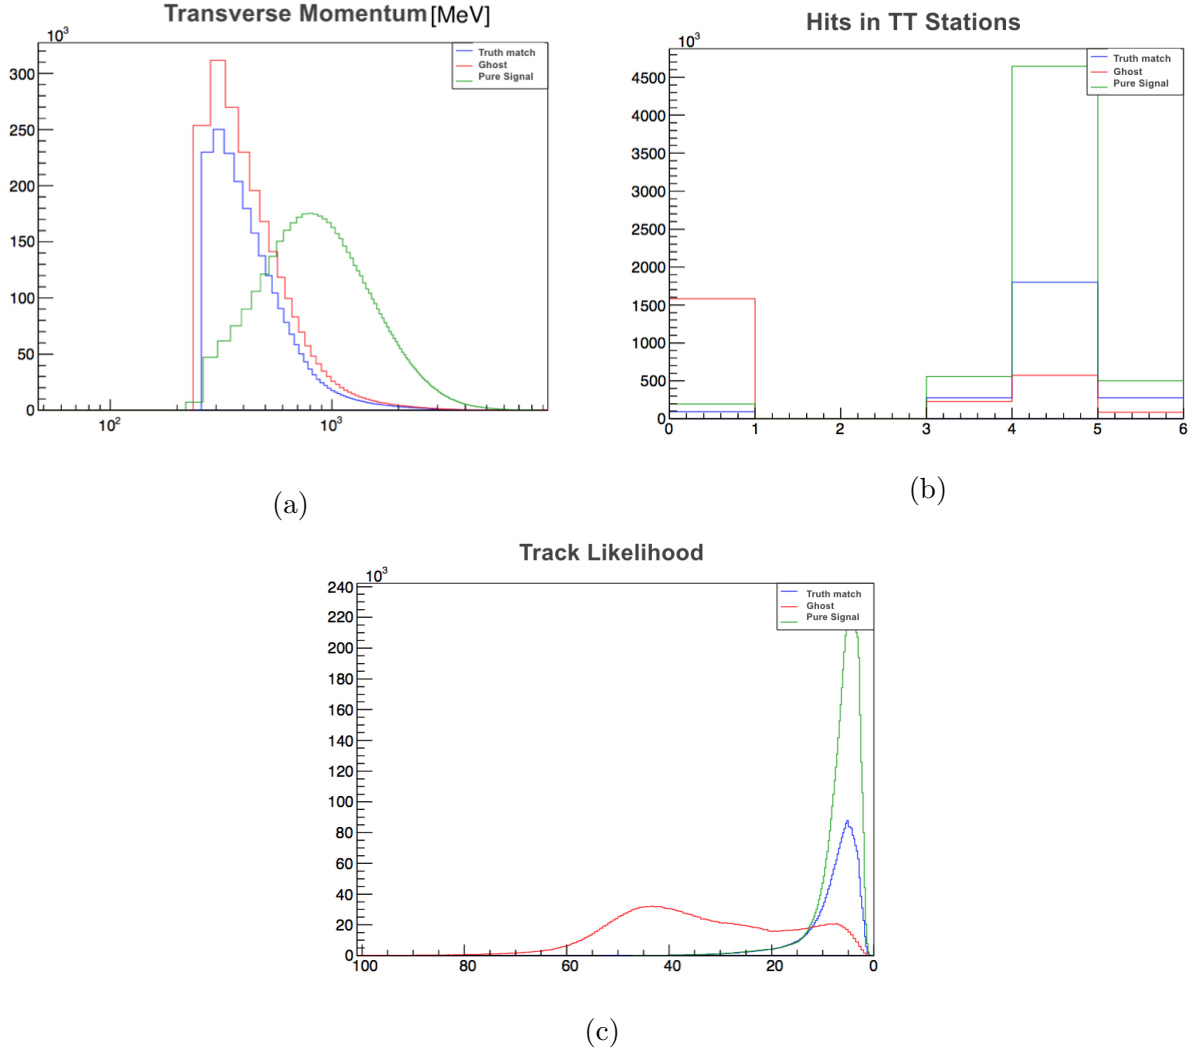 Transverse Momentum [MeV]
10³
Truth match
Ghost
Pure Signal
300
250
200
150
100
50
0
10² 10³
(a)
Hits in TT Stations
10³
Truth match
Ghost
Pure Signal
4500
4000
3500
3000
2500
2000
1500
1000
500
0
0 1 2 3 4 5 6
(b)
Track Likelihood
10³
Truth match
Ghost
Pure Signal
240
220
200
180
160
140
120
100
80
60
40
20
0
100 80 60 40 20 0
(c)